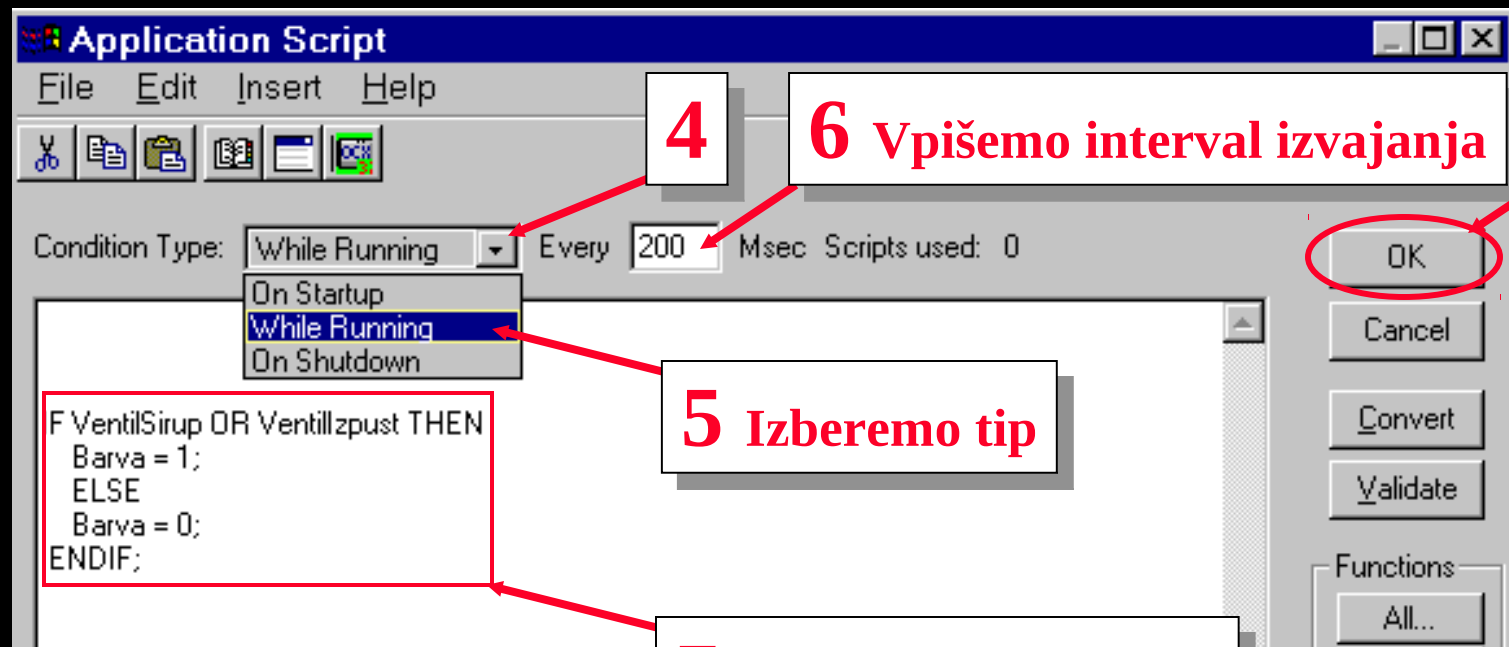 Application Script
File Edit Insert Help
4
6 Vpišemo interval izvajanja
Condition Type: While Running Every 200 Msec Scripts used: 0
OK
On Startup
While Running
On Shutdown
Cancel
5 Izberemo tip
F VentilSirup OR VentilIzpust THEN
Barva = 1;
ELSE
Barva = 0;
ENDIF;
Convert
Validate
Functions
All...